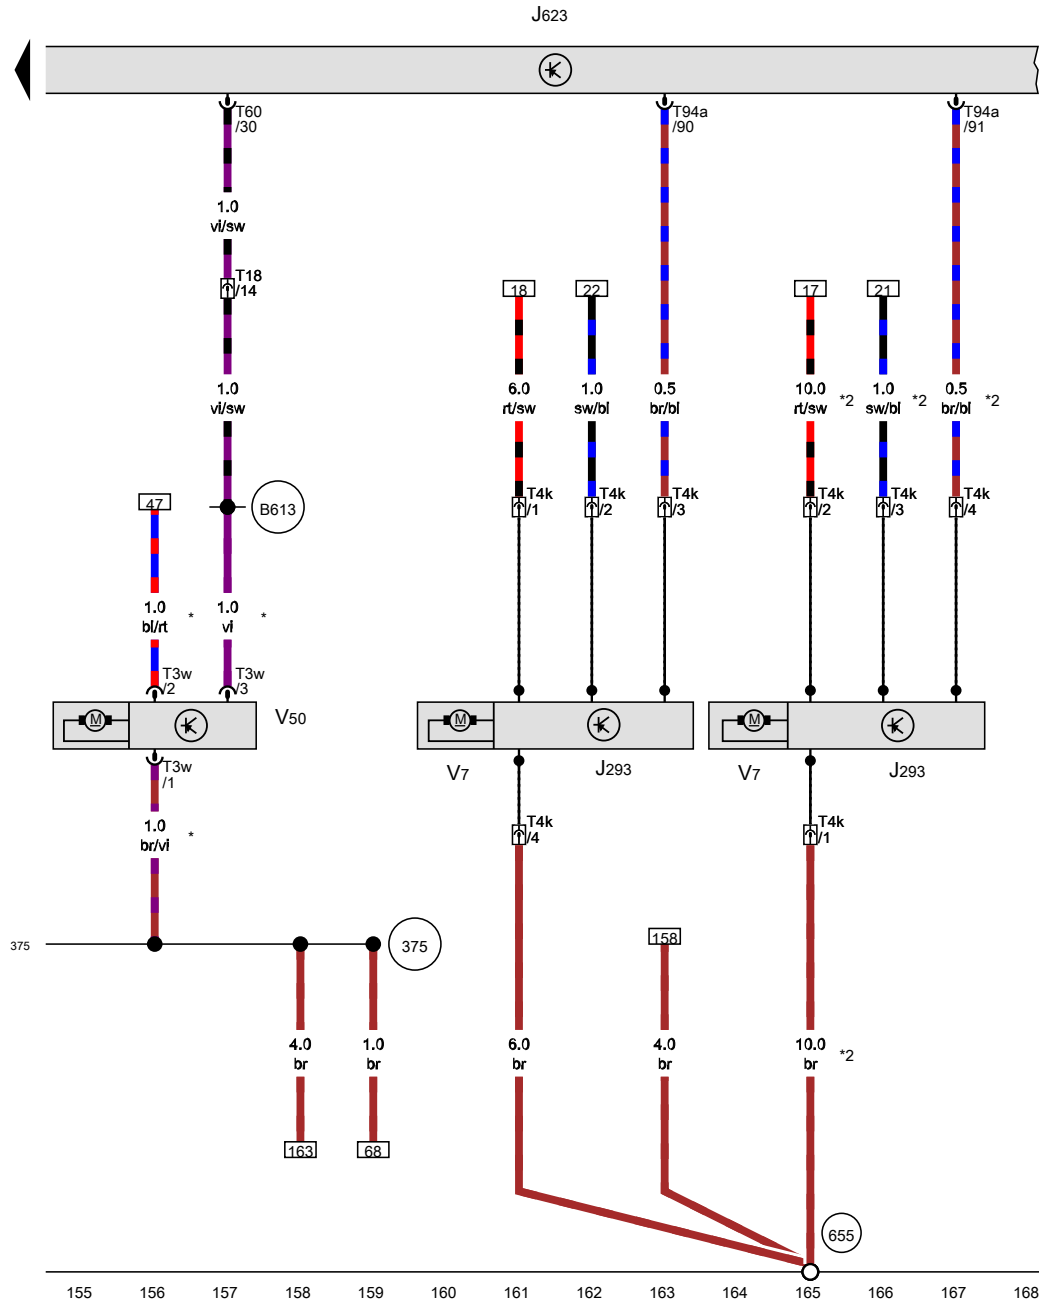 J623
T60
/30
T94a
/90
T94a
/91
1.0
vi/sw
T18
/14
18
22
17
21
1.0
vi/sw
6.0
rt/sw
1.0
sw/bl
0.5
br/bl
10.0
rt/sw
*2
1.0
sw/bl
*2
0.5
br/bl
*2
47
B613
T4k
/1
T4k
/2
T4k
/3
T4k
/2
T4k
/3
T4k
/4
1.0
bl/rt
*
1.0
vi
*
T3w
/2
T3w
/3
M
V50
M
M
T3w
/1
V7
J293
V7
J293
1.0
br/vi
*
T4k
/4
T4k
/1
375
375
158
4.0
br
1.0
br
6.0
br
4.0
br
10.0
br
*2
163
68
655
155 156 157 158 159 160 161 162 163 164 165 166 167 168